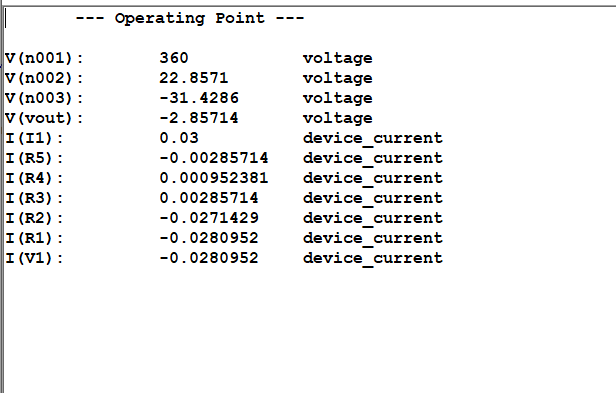 --- Operating Point ---
V(n001): 360 voltage
V(n002): 22.8571 voltage
V(n003): -31.4286 voltage
V(vout): -2.85714 voltage
I(I1): 0.03 device_current
I(R5): -0.00285714 device_current
I(R4): 0.000952381 device_current
I(R3): 0.00285714 device_current
I(R2): -0.0271429 device_current
I(R1): -0.0280952 device_current
I(V1): -0.0280952 device_current